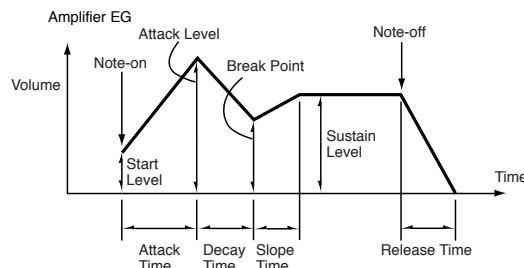 Amplifier EG
Attack Level
Note-off
Note-on
Break Point
Volume
Start
Level
Sustain
Level
Time
Attack
Time
Decay
Time
Slope
Time
Release Time